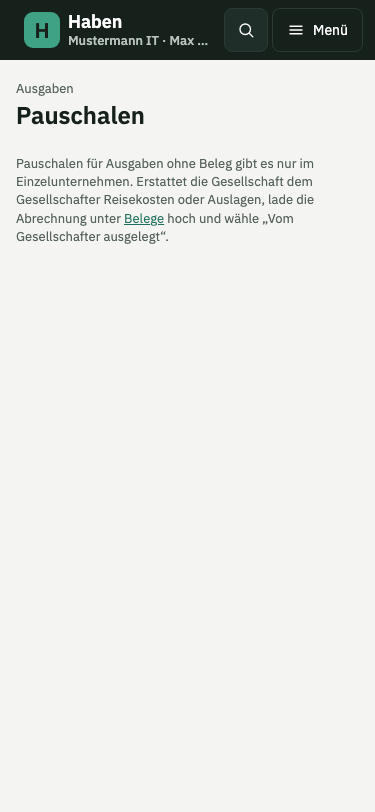 H
Haben
Mustermann IT · Max ...
Menü
Ausgaben
Pauschalen
Pauschalen für Ausgaben ohne Beleg gibt es nur im
Einzelunternehmen. Erstattet die Gesellschaft dem
Gesellschafter Reisekosten oder Auslagen, lade die
Abrechnung unter Belege hoch und wähle „Vom
Gesellschafter ausgelegt“.